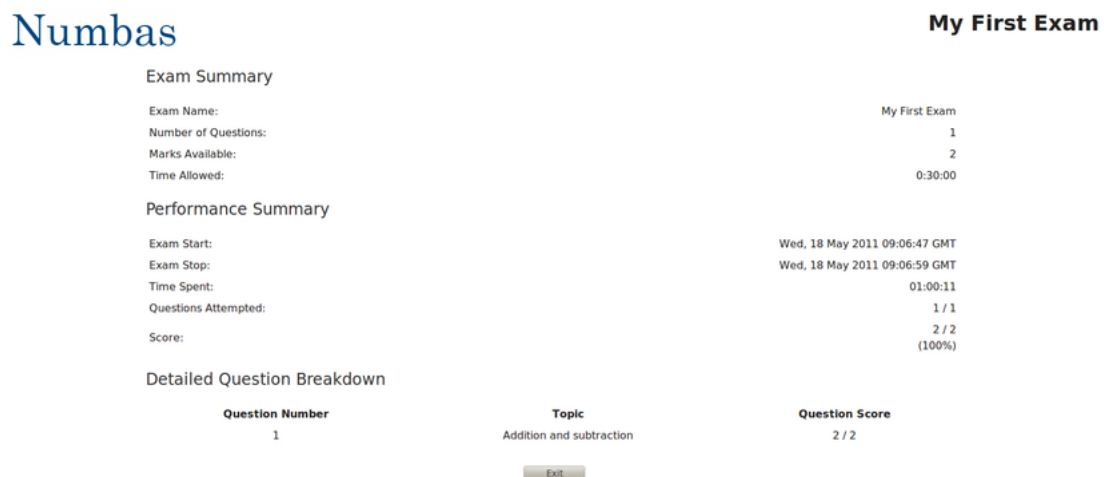 Numbas
My First Exam
Exam Summary
Exam Name: My First Exam
Number of Questions: 1
Marks Available: 2
Time Allowed: 0:30:00
Performance Summary
Exam Start: Wed, 18 May 2011 09:06:47 GMT
Exam Stop: Wed, 18 May 2011 09:06:59 GMT
Time Spent: 01:00:11
Questions Attempted: 1 / 1
Score: 2 / 2
(100%)
Detailed Question Breakdown
Question Number Topic Question Score
1 Addition and subtraction 2 / 2
Exit